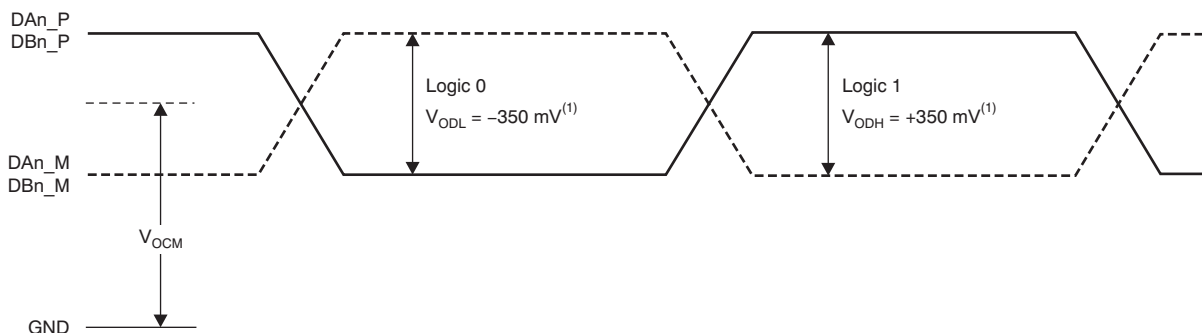 DAn_P
DBn_P
Logic 0
V_ODL = −350 mV(1)
Logic 1
V_ODH = +350 mV(1)
DAn_M
DBn_M
V_OCM
GND